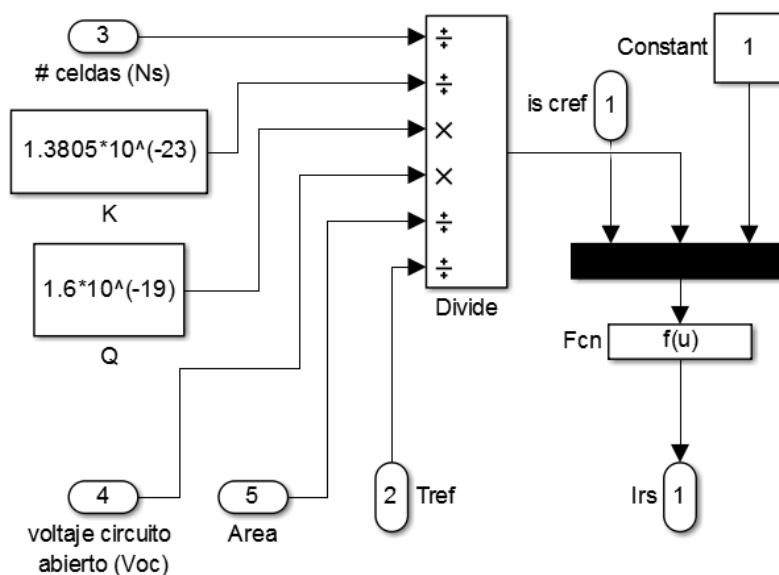 3
# celdas (Ns)
1.3805*10^(-23)
K
1.6*10^(-19)
Q
4
voltaje circuito
abierto (Voc)
5
Area
÷
÷
×
×
÷
÷
Divide
2
Tref
is cref
1
Constant
1
Fcn
f(u)
Irs
1